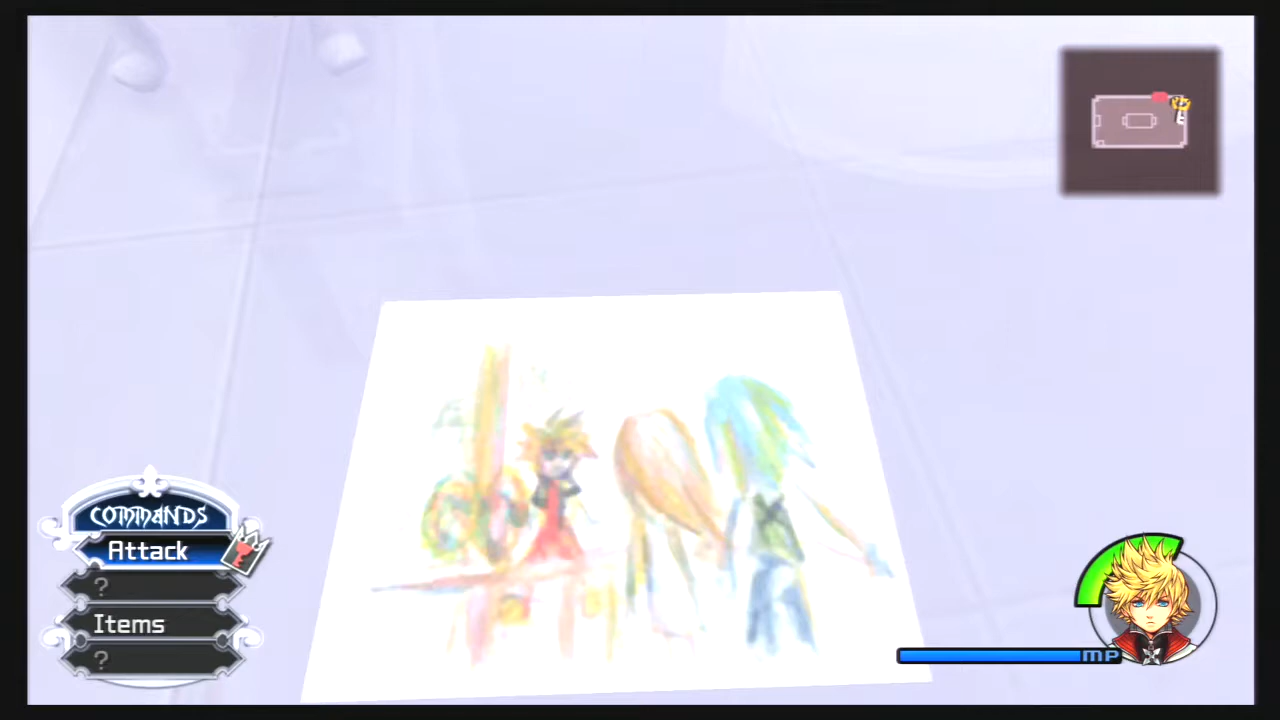 COMMANDS
Attack
?
Items
?
MP